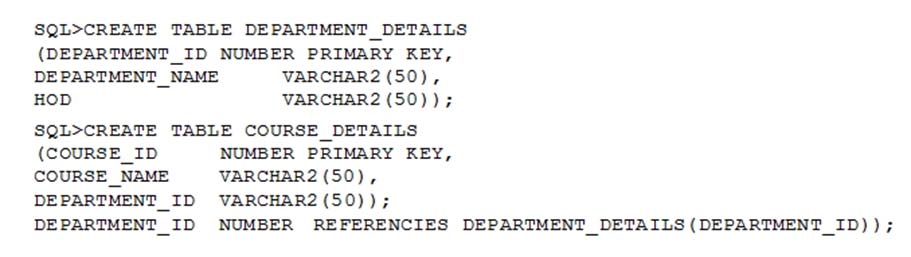 SQL>CREATE TABLE DEPARTMENT_DETAILS
(DEPARTMENT_ID NUMBER PRIMARY KEY,
DEPARTMENT_NAME VARCHAR2(50),
HOD VARCHAR2(50));
SQL>CREATE TABLE COURSE_DETAILS
(COURSE_ID NUMBER PRIMARY KEY,
COURSE_NAME VARCHAR2(50),
DEPARTMENT_ID VARCHAR2(50));
DEPARTMENT_ID NUMBER REFERENCIES DEPARTMENT_DETAILS(DEPARTMENT_ID));